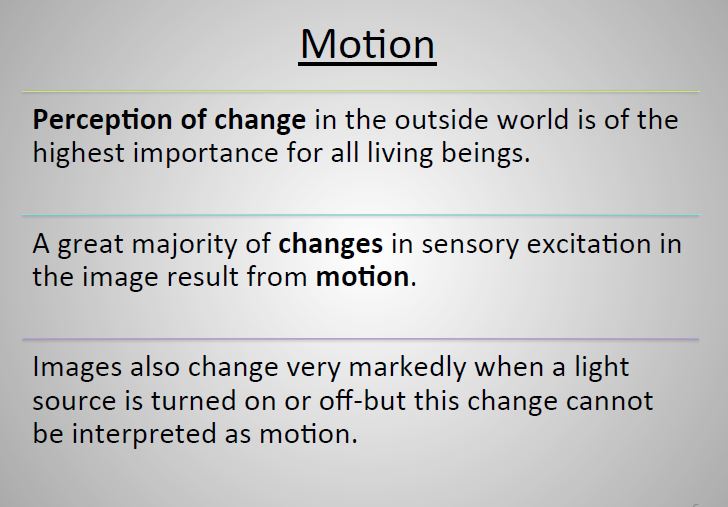 Motion
Perception of change in the outside world is of the
highest importance for all living beings.
A great majority of changes in sensory excitation in
the image result from motion.
Images also change very markedly when a light
source is turned on or off-but this change cannot
be interpreted as motion.